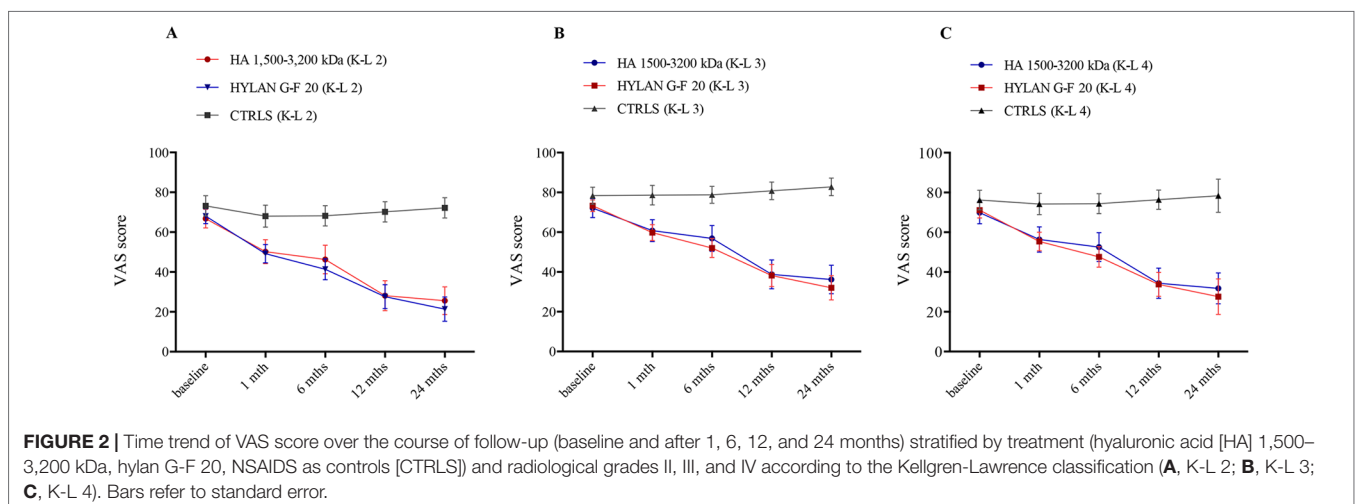 A
HA 1,500-3,200 kDa (K-L 2)
HYLAN G-F 20 (K-L 2)
CTRLS (K-L 2)
VAS score
100
80
60
40
20
0
baseline
1 mth
6 mths
12 mths
24 mths
B
HA 1500-3200 kDa (K-L 3)
HYLAN G-F 20 (K-L 3)
CTRLS (K-L 3)
VAS score
100
80
60
40
20
0
baseline
1 mth
6 mths
12 mths
24 mths
C
HA 1500-3200 kDa (K-L 4)
HYLAN G-F 20 (K-L 4)
CTRLS (K-L 4)
VAS score
100
80
60
40
20
0
baseline
1 mth
6 mths
12 mths
24 mths
FIGURE 2 | Time trend of VAS score over the course of follow-up (baseline and after 1, 6, 12, and 24 months) stratified by treatment (hyaluronic acid [HA] 1,500–
3,200 kDa, hylan G-F 20, NSAIDS as controls [CTRLS]) and radiological grades II, III, and IV according to the Kellgren-Lawrence classification (A, K-L 2; B, K-L 3;
C, K-L 4). Bars refer to standard error.